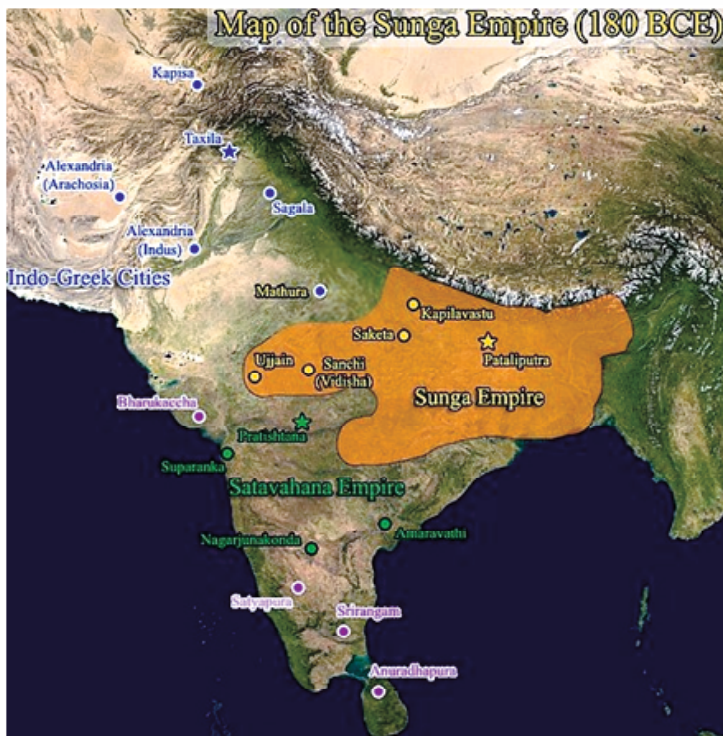 Map of the Sunga Empire (180 BCE)
Kapisa
Taxila
Alexandria
(Arachosia)
Sagala
Alexandria
(Indus)
Indo-Greek Cities
Mathura
Kapilavastu
Saketa
Ujjain
Sanchi
(Vidisha)
Pataliputra
Sunga Empire
Bharukaccha
Pratishtana
Suparanka
Satavahana Empire
Amaravathi
Nagarjunakonda
Satyapura
Srirangam
Anuradhapura